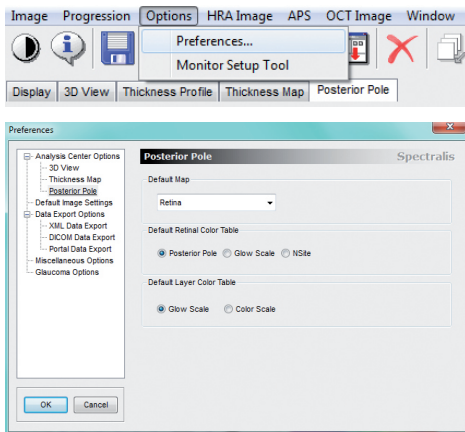 Image Progression Options HRA Image APS OCT Image Window
Preferences...
Monitor Setup Tool
Display 3D View Thickness Profile Thickness Map Posterior Pole
Preferences
Analysis Center Options
3D View
Thickness Map
Posterior Pole
Default Image Settings
Data Export Options
XML Data Export
DICOM Data Export
Portal Data Export
Miscellaneous Options
Glaucoma Options
Posterior Pole Spectralis
Default Map
Retina
Default Retinal Color Table
Posterior Pole Glow Scale NSite
Default Layer Color Table
Glow Scale Color Scale
OK Cancel